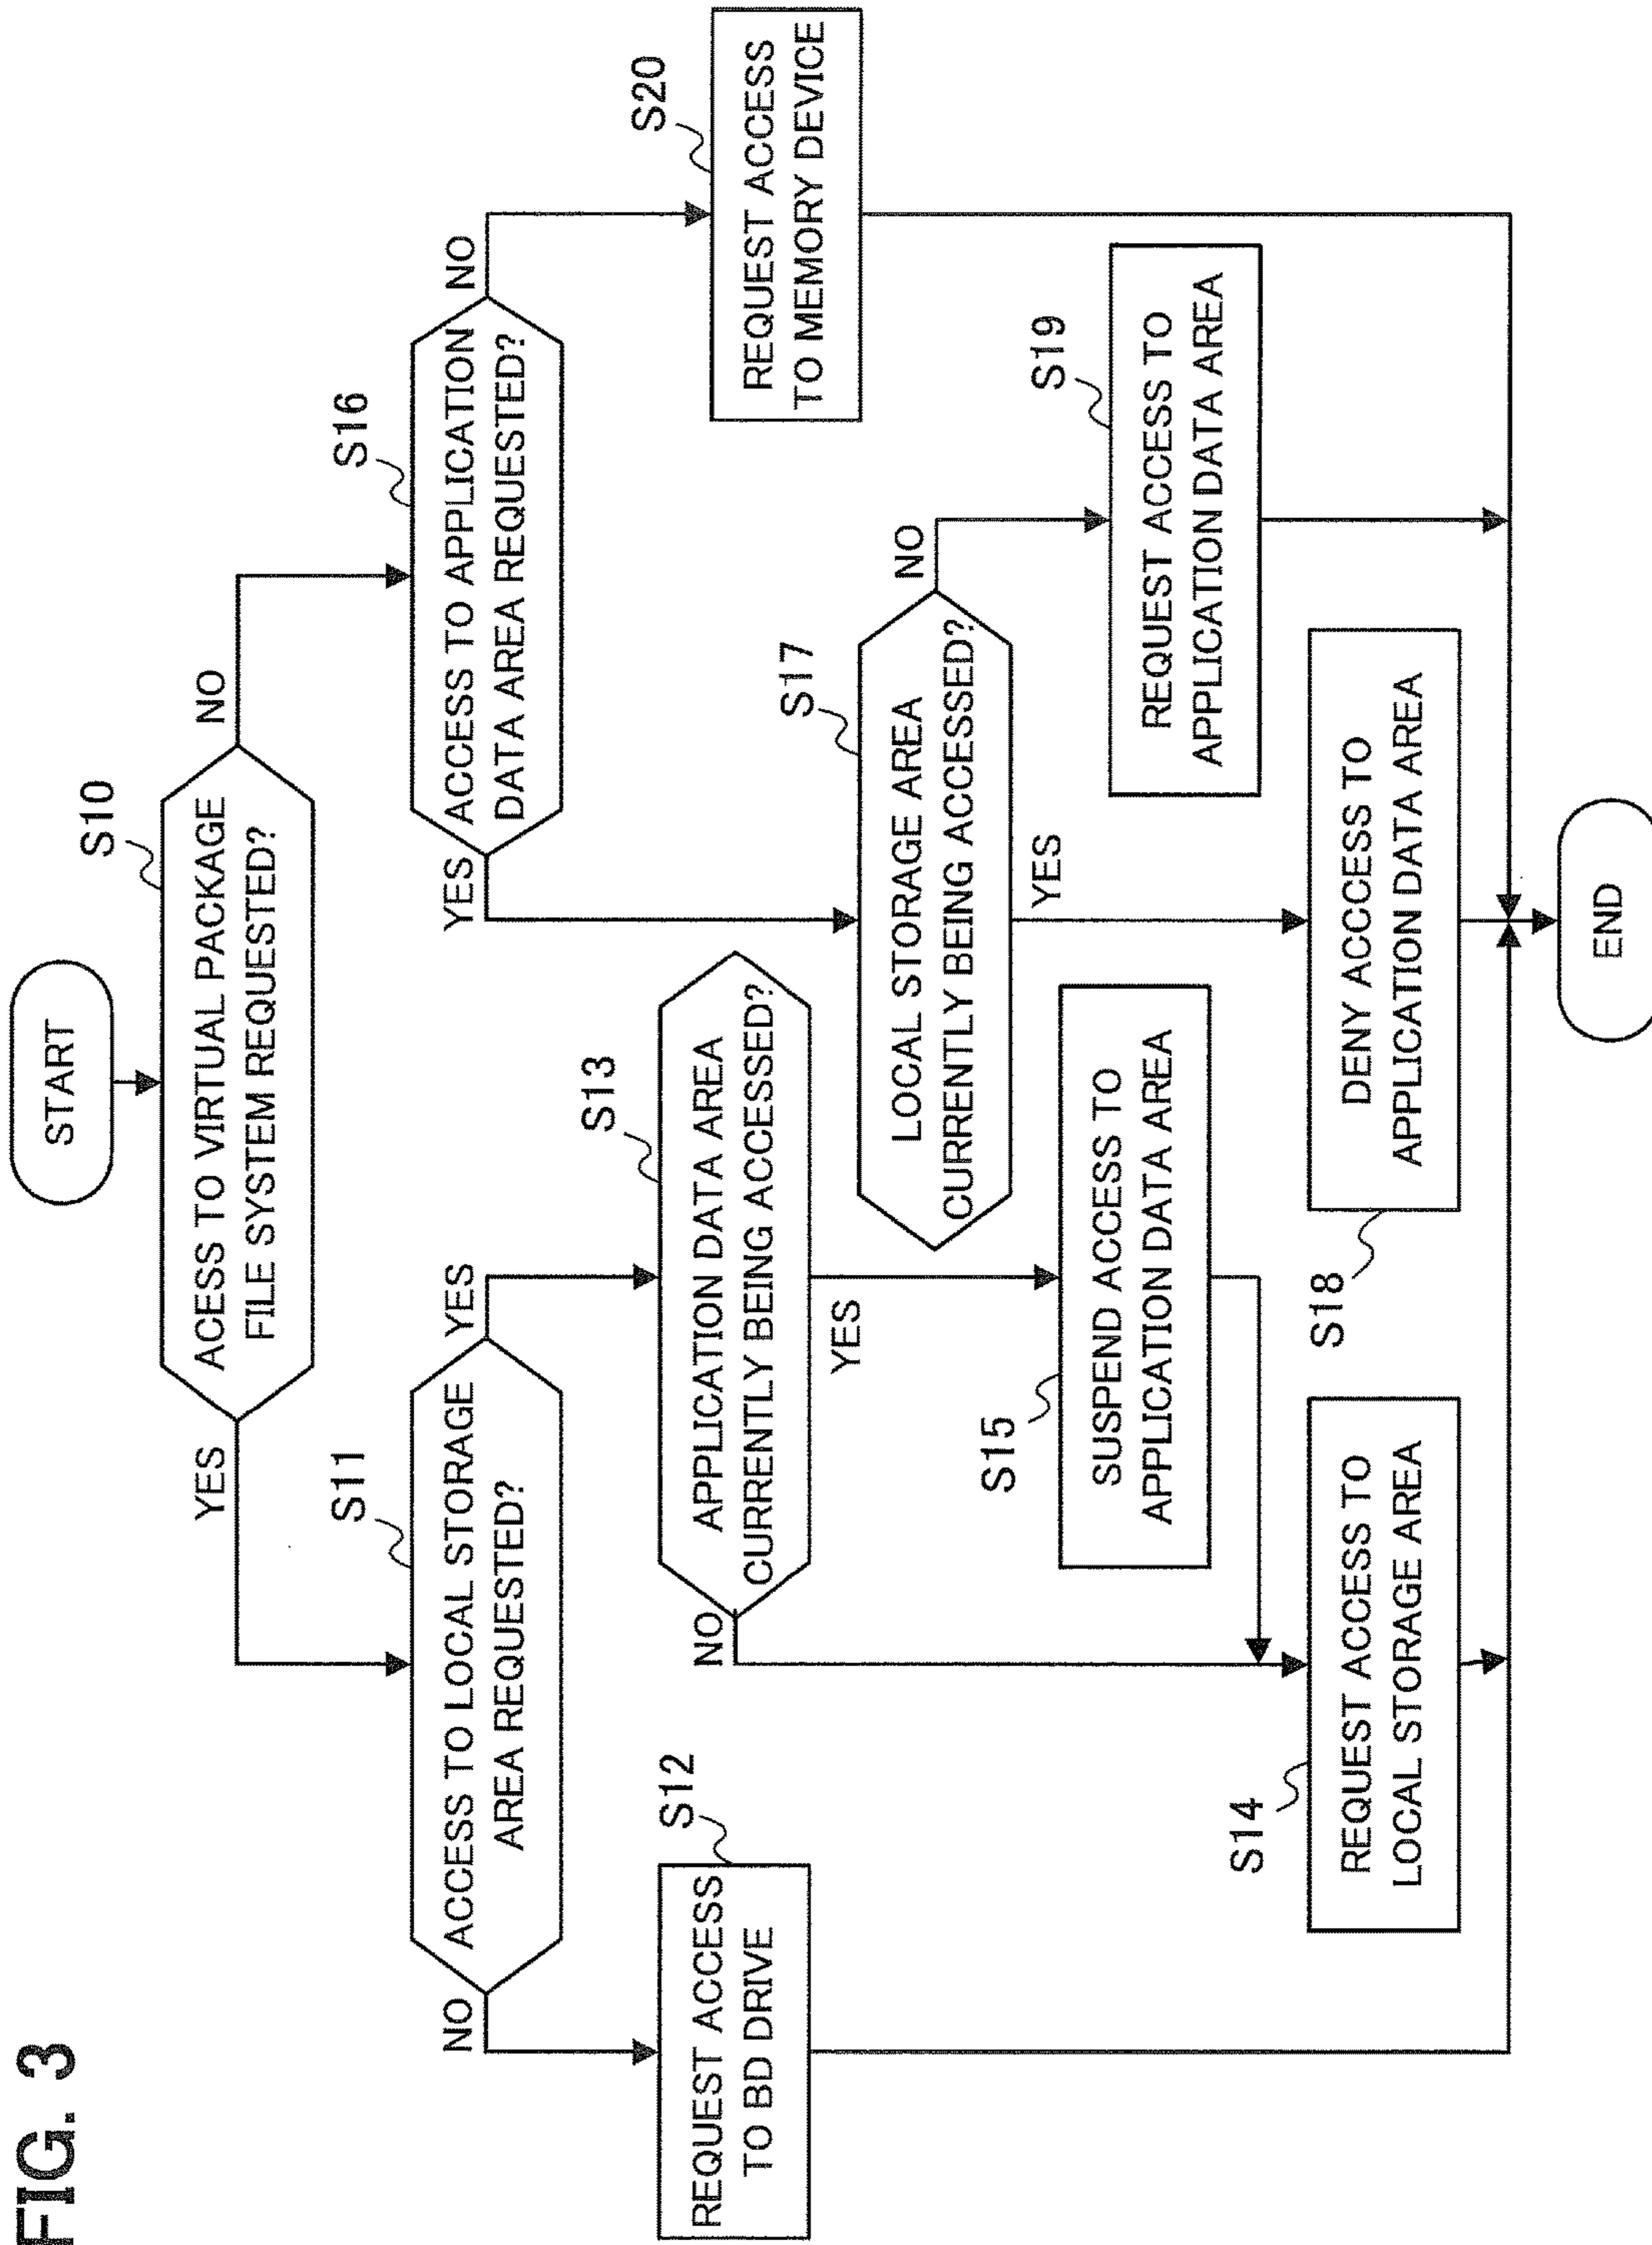 FIG. 3
START
S10
ACESS TO VIRTUAL PACKAGE
FILE SYSTEM REQUESTED?
YES
NO
S11
ACCESS TO LOCAL STORAGE
AREA REQUESTED?
NO
YES
S16
ACCESS TO APPLICATION
DATA AREA REQUESTED?
YES
NO
S12
REQUEST ACCESS
TO BD DRIVE
S13
APPLICATION DATA AREA
CURRENTLY BEING ACCESSED?
NO
YES
S20
REQUEST ACCESS
TO MEMORY DEVICE
S17
LOCAL STORAGE AREA
CURRENTLY BEING ACCESSED?
NO
YES
S15
SUSPEND ACCESS TO
APPLICATION DATA AREA
S19
REQUEST ACCESS TO
APPLICATION DATA AREA
S14
REQUEST ACCESS TO
LOCAL STORAGE AREA
S18
DENY ACCESS TO
APPLICATION DATA AREA
END